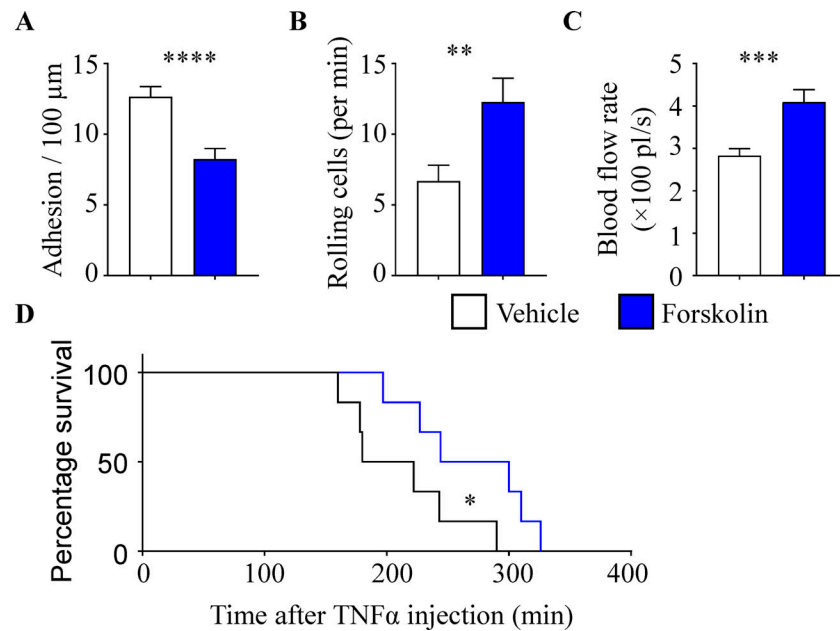 A
B
C
****
**
***
Adhesion / 100 µm
15
10
5
0
Rolling cells (per min)
15
10
5
0
Blood flow rate
(×100 pl/s)
5
4
3
2
1
0
Vehicle
Forskolin
D
Percentage survival
100
50
0
*
0 100 200 300 400
Time after TNFα injection (min)